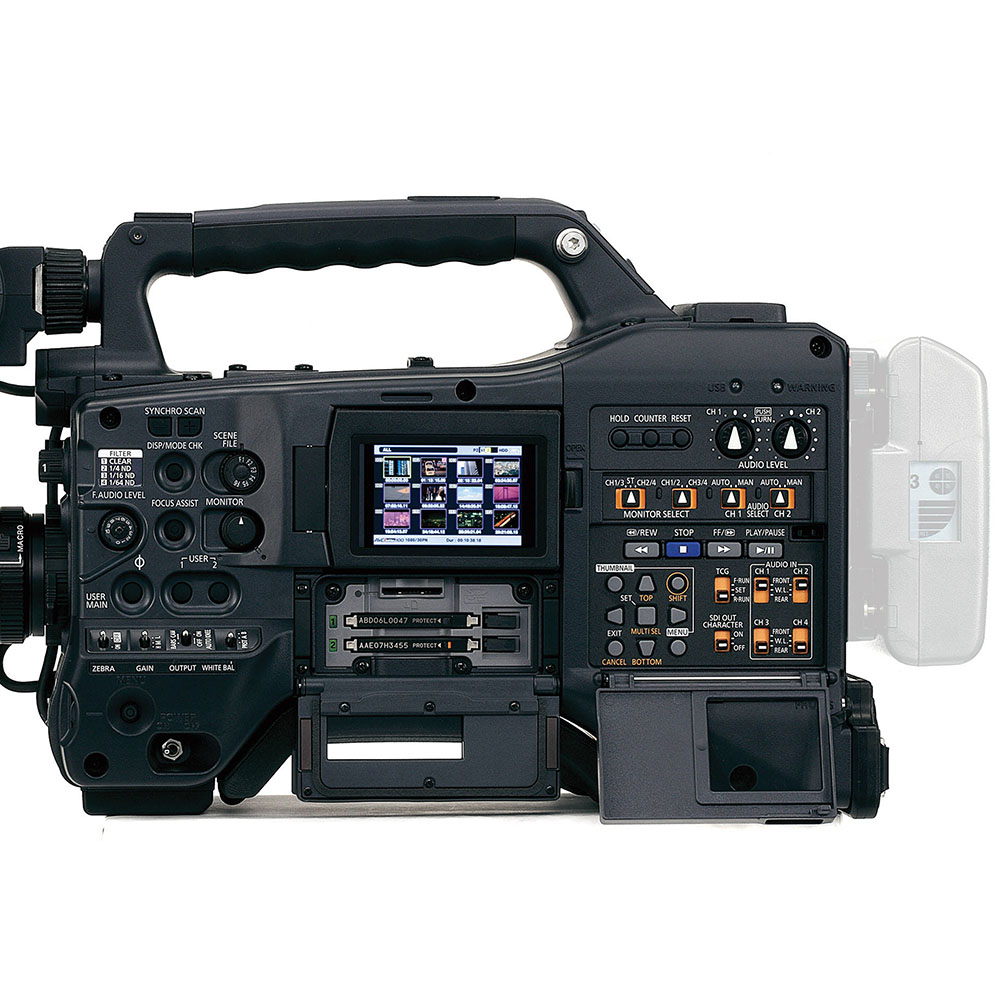 USB
WARNING
SYNCHRO SCAN
DISP/MODE CHK
SCENE
FILE
FILTER
1 CLEAR
2 1/4 ND
3 1/16 ND
4 1/64 ND
F.AUDIO LEVEL
FOCUS ASSIST
MONITOR
MACRO
USER
1 2
USER
MAIN
ZEBRA GAIN OUTPUT WHITE BAL
MENU
ALL
OPEN
1 ABD06L0047 PROTECT
2 AAE07H3455 PROTECT
HOLD COUNTER RESET
CH 1 PUSH CH 2
TURN
AUDIO LEVEL
CH1/3 ST CH2/4 CH1/2 CH3/4 AUTO MAN AUTO MAN
MONITOR SELECT CH 1 AUDIO SELECT CH 2
REW STOP FF PLAY/PAUSE
THUMBNAIL
SET TOP SHIFT
EXIT MULTI SEL MENU
CANCEL BOTTOM
TCG
F-RUN
SET
R-RUN
SDI OUT
CHARACTER
ON
OFF
AUDIO IN
CH 1 CH 2
FRONT
W.L.
REAR
CH 3 CH 4
FRONT
W.L.
REAR
3